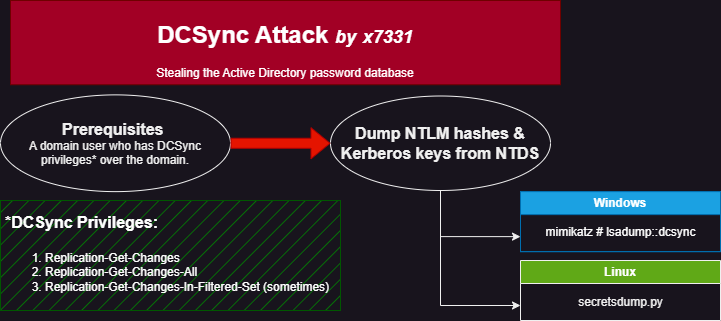 DCSync Attack by x7331
Stealing the Active Directory password database
Prerequisites
A domain user who has DCSync
privileges* over the domain.
Dump NTLM hashes &
Kerberos keys from NTDS
*DCSync Privileges:
1. Replication-Get-Changes
2. Replication-Get-Changes-All
3. Replication-Get-Changes-In-Filtered-Set (sometimes)
Windows
mimikatz # lsadump::dcsync
Linux
secretsdump.py